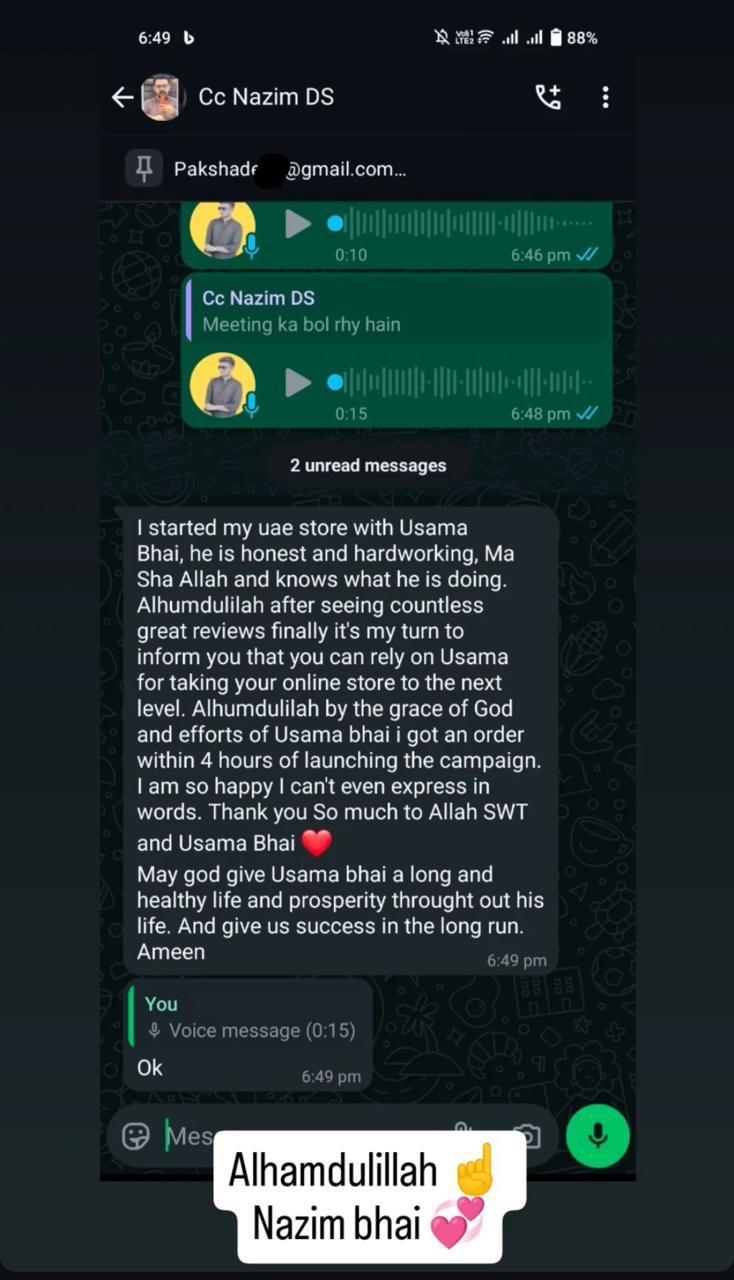 6:49
Vo1 LTE2 88%
Cc Nazim DS
Pakshade @gmail.com...
0:10 6:46 pm
Cc Nazim DS
Meeting ka bol rhy hain
0:15 6:48 pm
2 unread messages
I started my uae store with Usama
Bhai, he is honest and hardworking, Ma
Sha Allah and knows what he is doing.
Alhumdulilah after seeing countless
great reviews finally it's my turn to
inform you that you can rely on Usama
for taking your online store to the next
level. Alhumdulilah by the grace of God
and efforts of Usama bhai i got an order
within 4 hours of launching the campaign.
I am so happy I can't even express in
words. Thank you So much to Allah SWT
and Usama Bhai ❤️
May god give Usama bhai a long and
healthy life and prosperity throught out his
life. And give us success in the long run.
Ameen
6:49 pm
You
Voice message (0:15)
Ok
6:49 pm
Mes
Alhamdulillah ☝️
Nazim bhai 💞